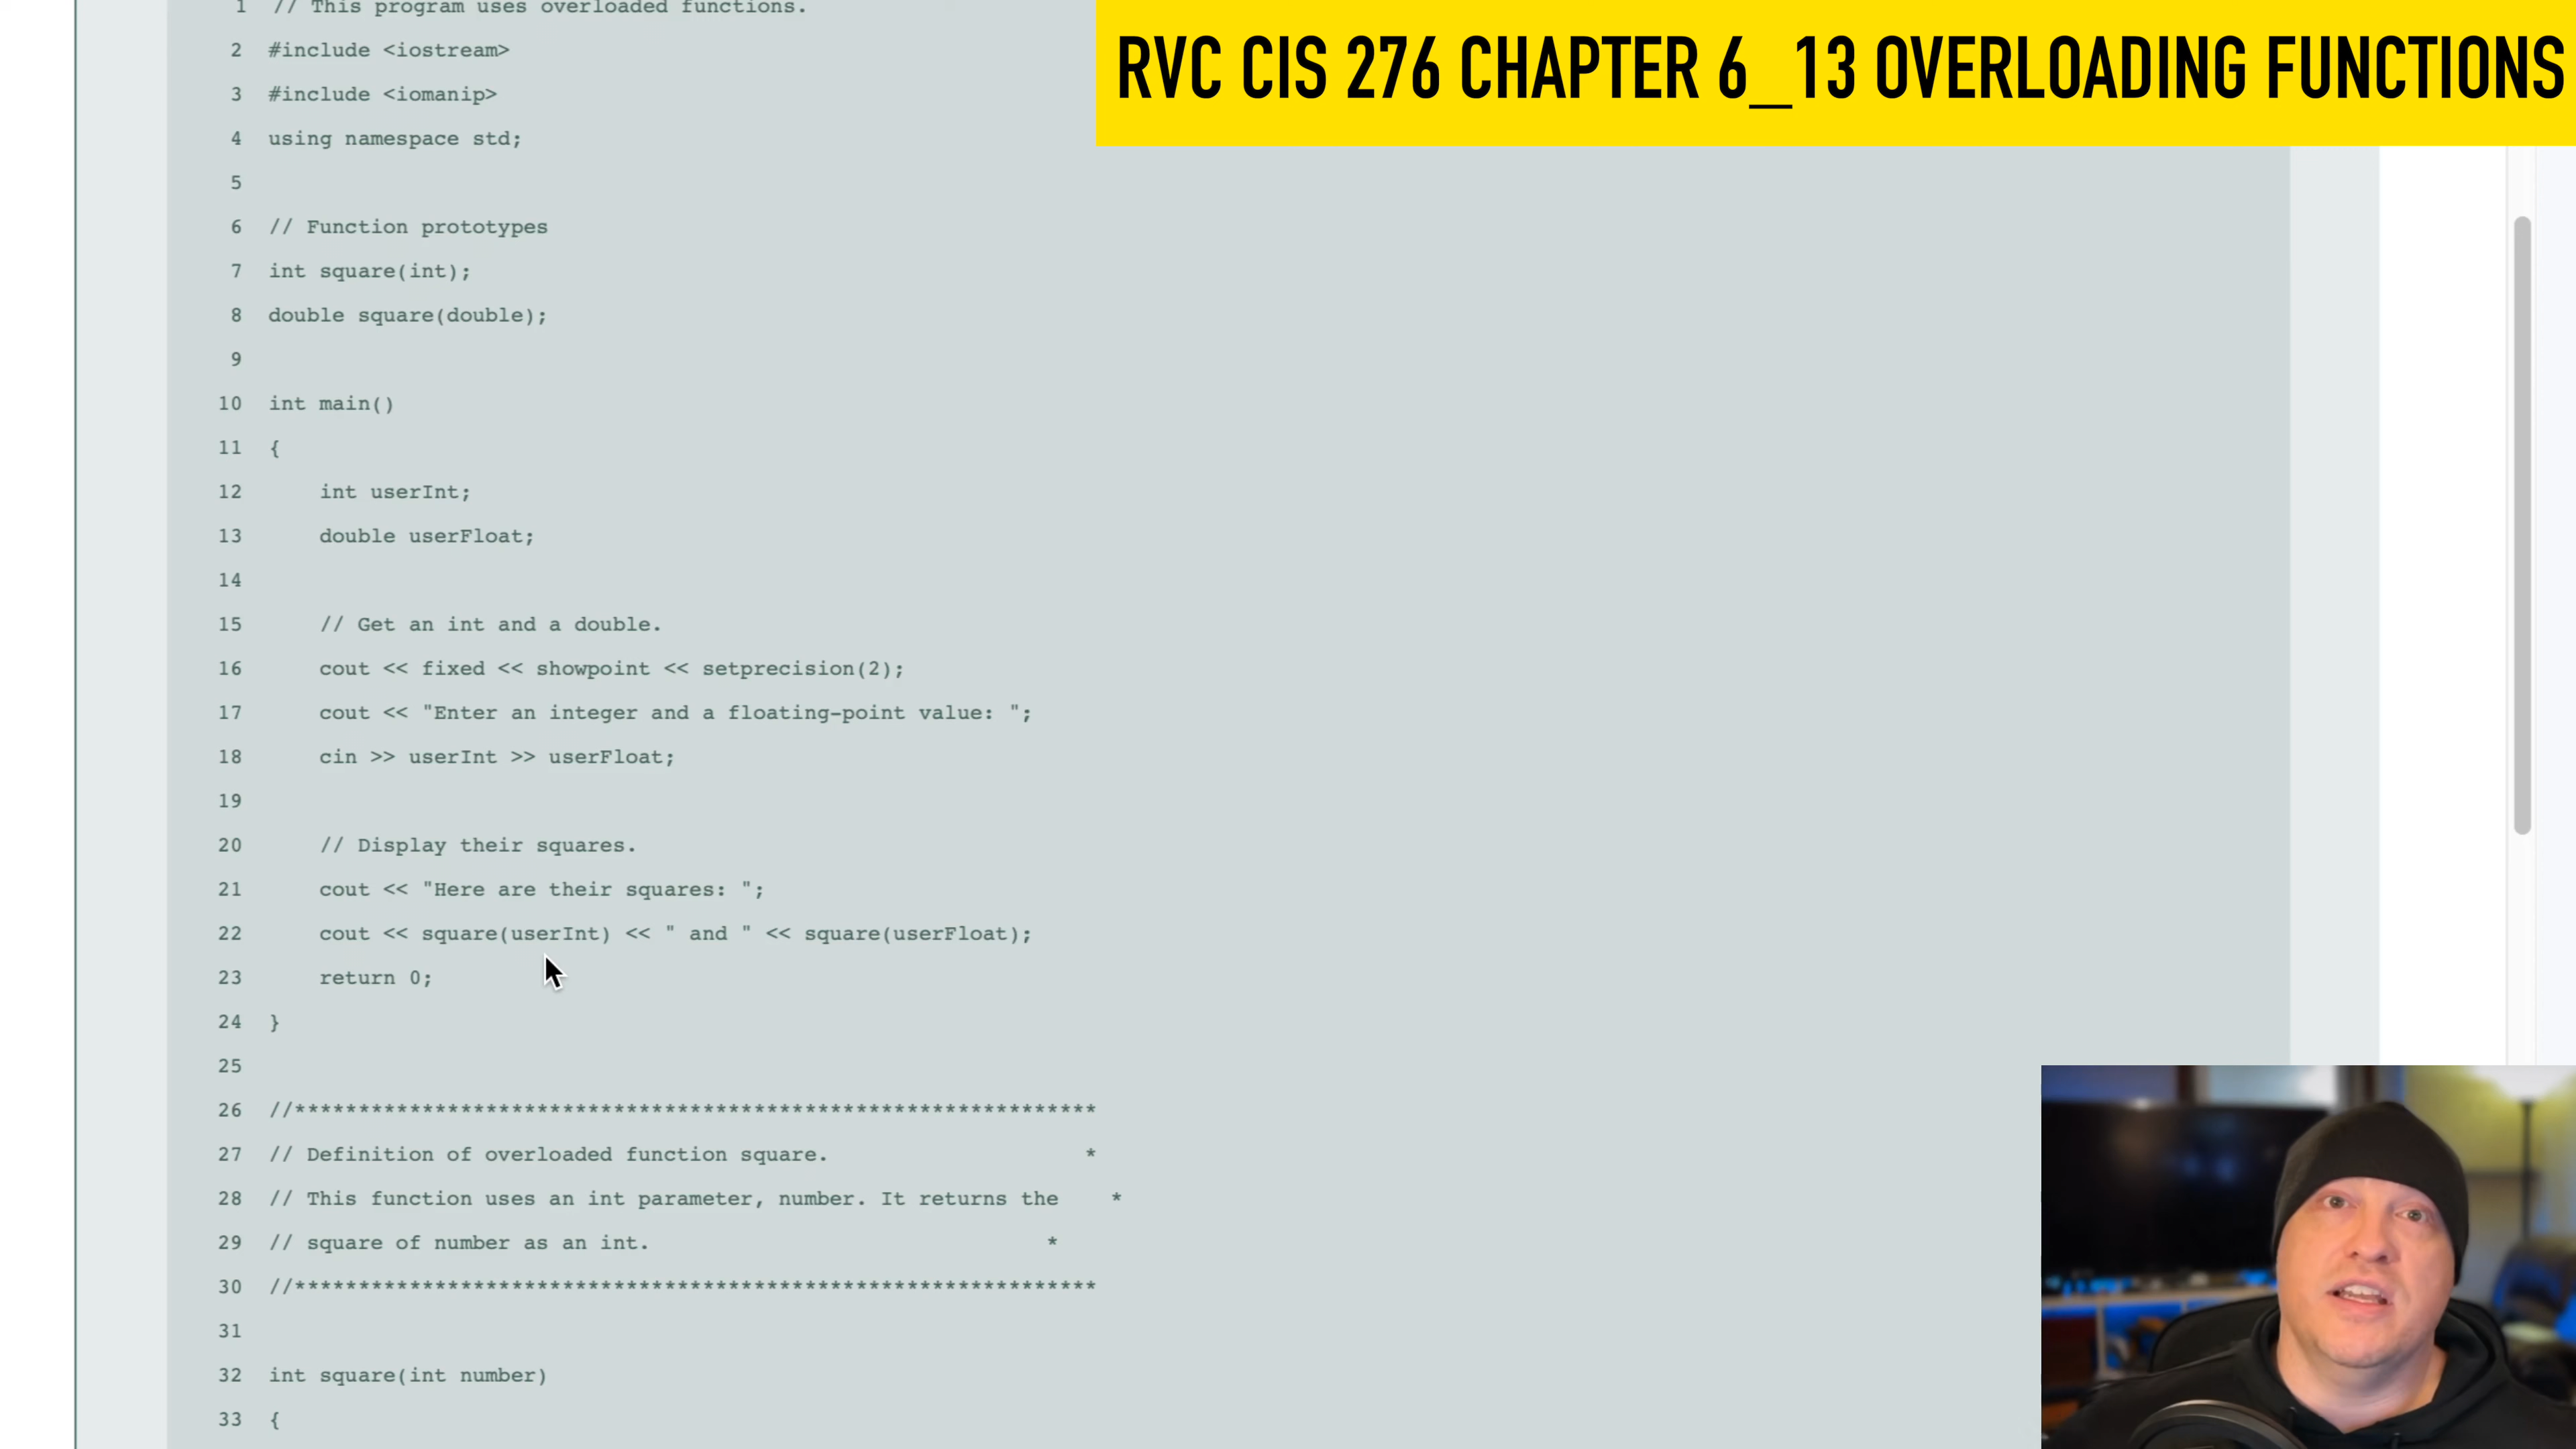 RVC CIS 276 CHAPTER 6_13 OVERLOADING FUNCTIONS
1 // This program uses overloaded functions.
2 #include <iostream>
3 #include <iomanip>
4 using namespace std;
5
6 // Function prototypes
7 int square(int);
8 double square(double);
9
10 int main()
11 {
12 int userInt;
13 double userFloat;
14
15 // Get an int and a double.
16 cout << fixed << showpoint << setprecision(2);
17 cout << "Enter an integer and a floating-point value: ";
18 cin >> userInt >> userFloat;
19
20 // Display their squares.
21 cout << "Here are their squares: ";
22 cout << square(userInt) << " and " << square(userFloat);
23 return 0;
24 }
25
26 //***************************************************************
27 // Definition of overloaded function square. *
28 // This function uses an int parameter, number. It returns the *
29 // square of number as an int. *
30 //***************************************************************
31
32 int square(int number)
33 {